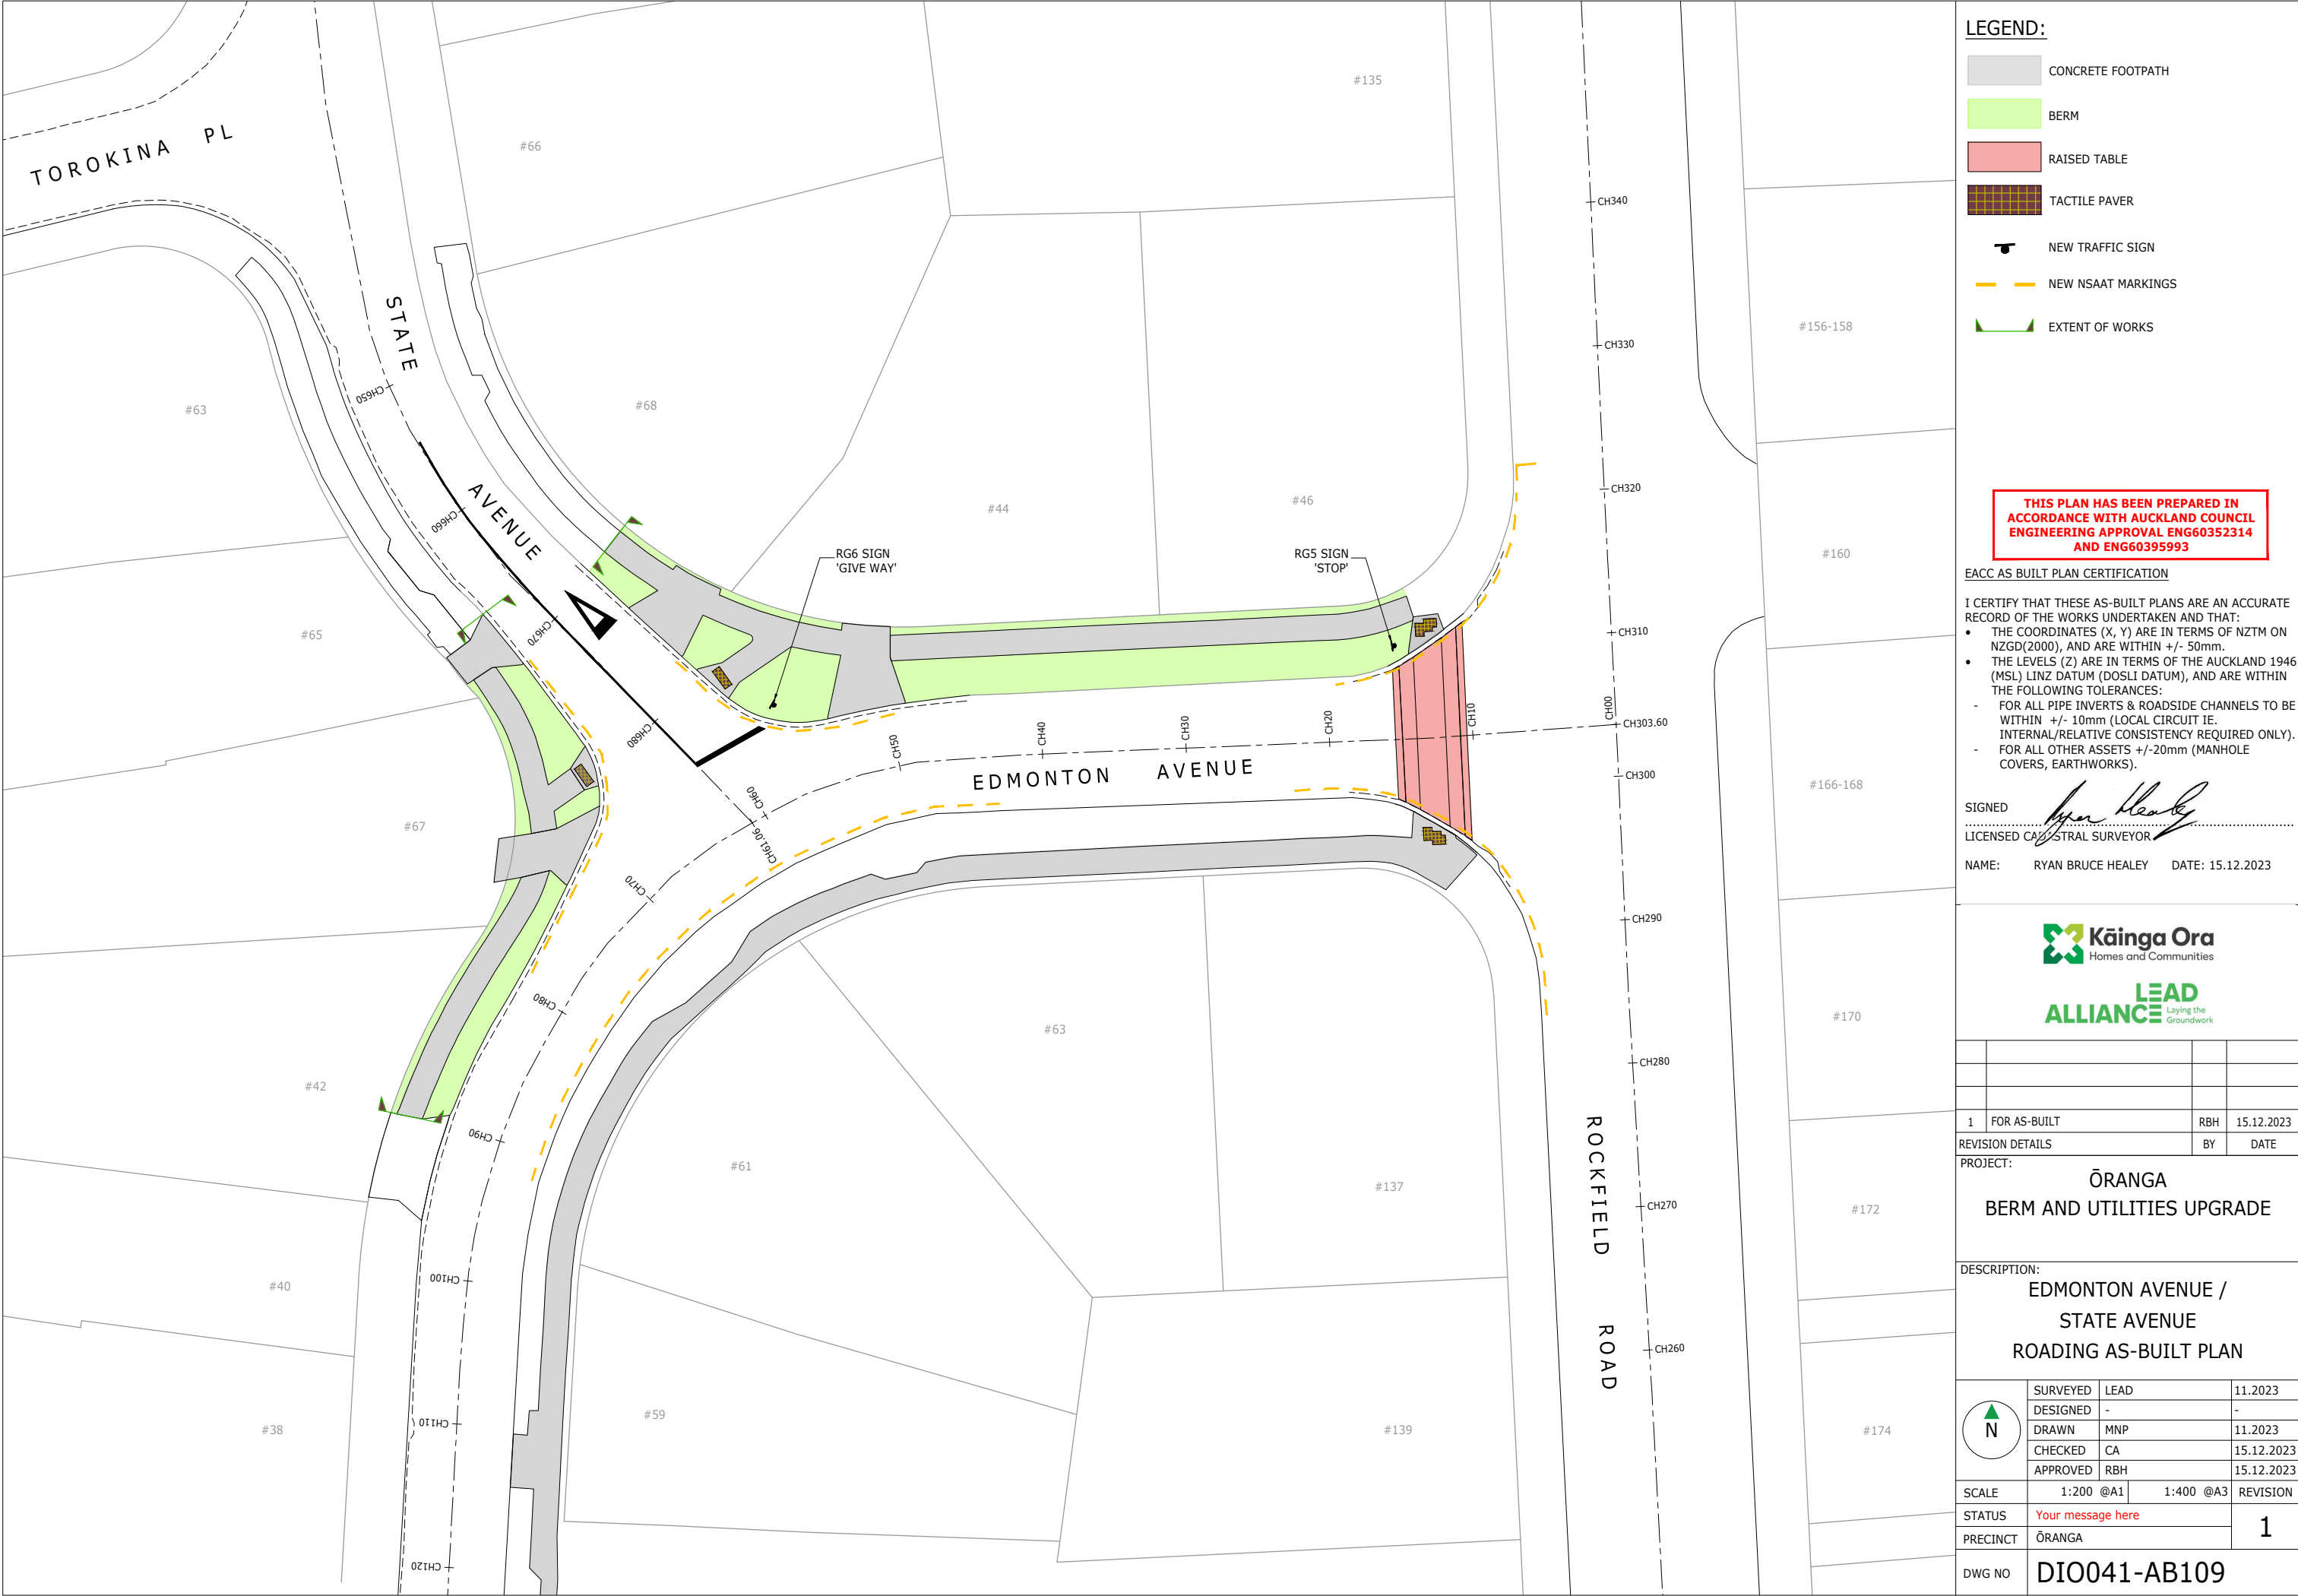 TOROKINA PL
STATE
AVENUE
EDMONTON AVENUE
ROCKFIELD ROAD
#135
#66
#68
#63
#65
#67
#42
#40
#38
#44
#46
#63
#61
#59
#137
#139
#156-158
#160
#166-168
#170
#172
#174
RG6 SIGN
'GIVE WAY'
RG5 SIGN
'STOP'
CH650
CH660
CH670
CH680
CH61.06
CH00
CH10
CH20
CH30
CH40
CH50
CH60
CH70
CH80
CH90
CH100
CH110
CH120
CH340
CH330
CH320
CH310
CH303.60
CH300
CH290
CH280
CH270
CH260
LEGEND:
CONCRETE FOOTPATH
BERM
RAISED TABLE
TACTILE PAVER
NEW TRAFFIC SIGN
NEW NSAAT MARKINGS
EXTENT OF WORKS
THIS PLAN HAS BEEN PREPARED IN
ACCORDANCE WITH AUCKLAND COUNCIL
ENGINEERING APPROVAL ENG60352314
AND ENG60395993
EACC AS BUILT PLAN CERTIFICATION
I CERTIFY THAT THESE AS-BUILT PLANS ARE AN ACCURATE
RECORD OF THE WORKS UNDERTAKEN AND THAT:
• THE COORDINATES (X, Y) ARE IN TERMS OF NZTM ON
NZGD(2000), AND ARE WITHIN +/- 50mm.
• THE LEVELS (Z) ARE IN TERMS OF THE AUCKLAND 1946
(MSL) LINZ DATUM (DOSLI DATUM), AND ARE WITHIN
THE FOLLOWING TOLERANCES:
- FOR ALL PIPE INVERTS & ROADSIDE CHANNELS TO BE
WITHIN +/- 10mm (LOCAL CIRCUIT IE.
INTERNAL/RELATIVE CONSISTENCY REQUIRED ONLY).
- FOR ALL OTHER ASSETS +/-20mm (MANHOLE
COVERS, EARTHWORKS).
SIGNED Ryan Healey
LICENSED CADASTRAL SURVEYOR
NAME: RYAN BRUCE HEALEY DATE: 15.12.2023
Kāinga Ora
Homes and Communities
LEAD
ALLIANCE Laying the
Groundwork
1 FOR AS-BUILT RBH 15.12.2023
REVISION DETAILS BY DATE
PROJECT:
ŌRANGA
BERM AND UTILITIES UPGRADE
DESCRIPTION:
EDMONTON AVENUE /
STATE AVENUE
ROADING AS-BUILT PLAN
N
SURVEYED LEAD 11.2023
DESIGNED - -
DRAWN MNP 11.2023
CHECKED CA 15.12.2023
APPROVED RBH 15.12.2023
SCALE 1:200 @A1 1:400 @A3 REVISION
STATUS Your message here 1
PRECINCT ŌRANGA
DWG NO DIO041-AB109